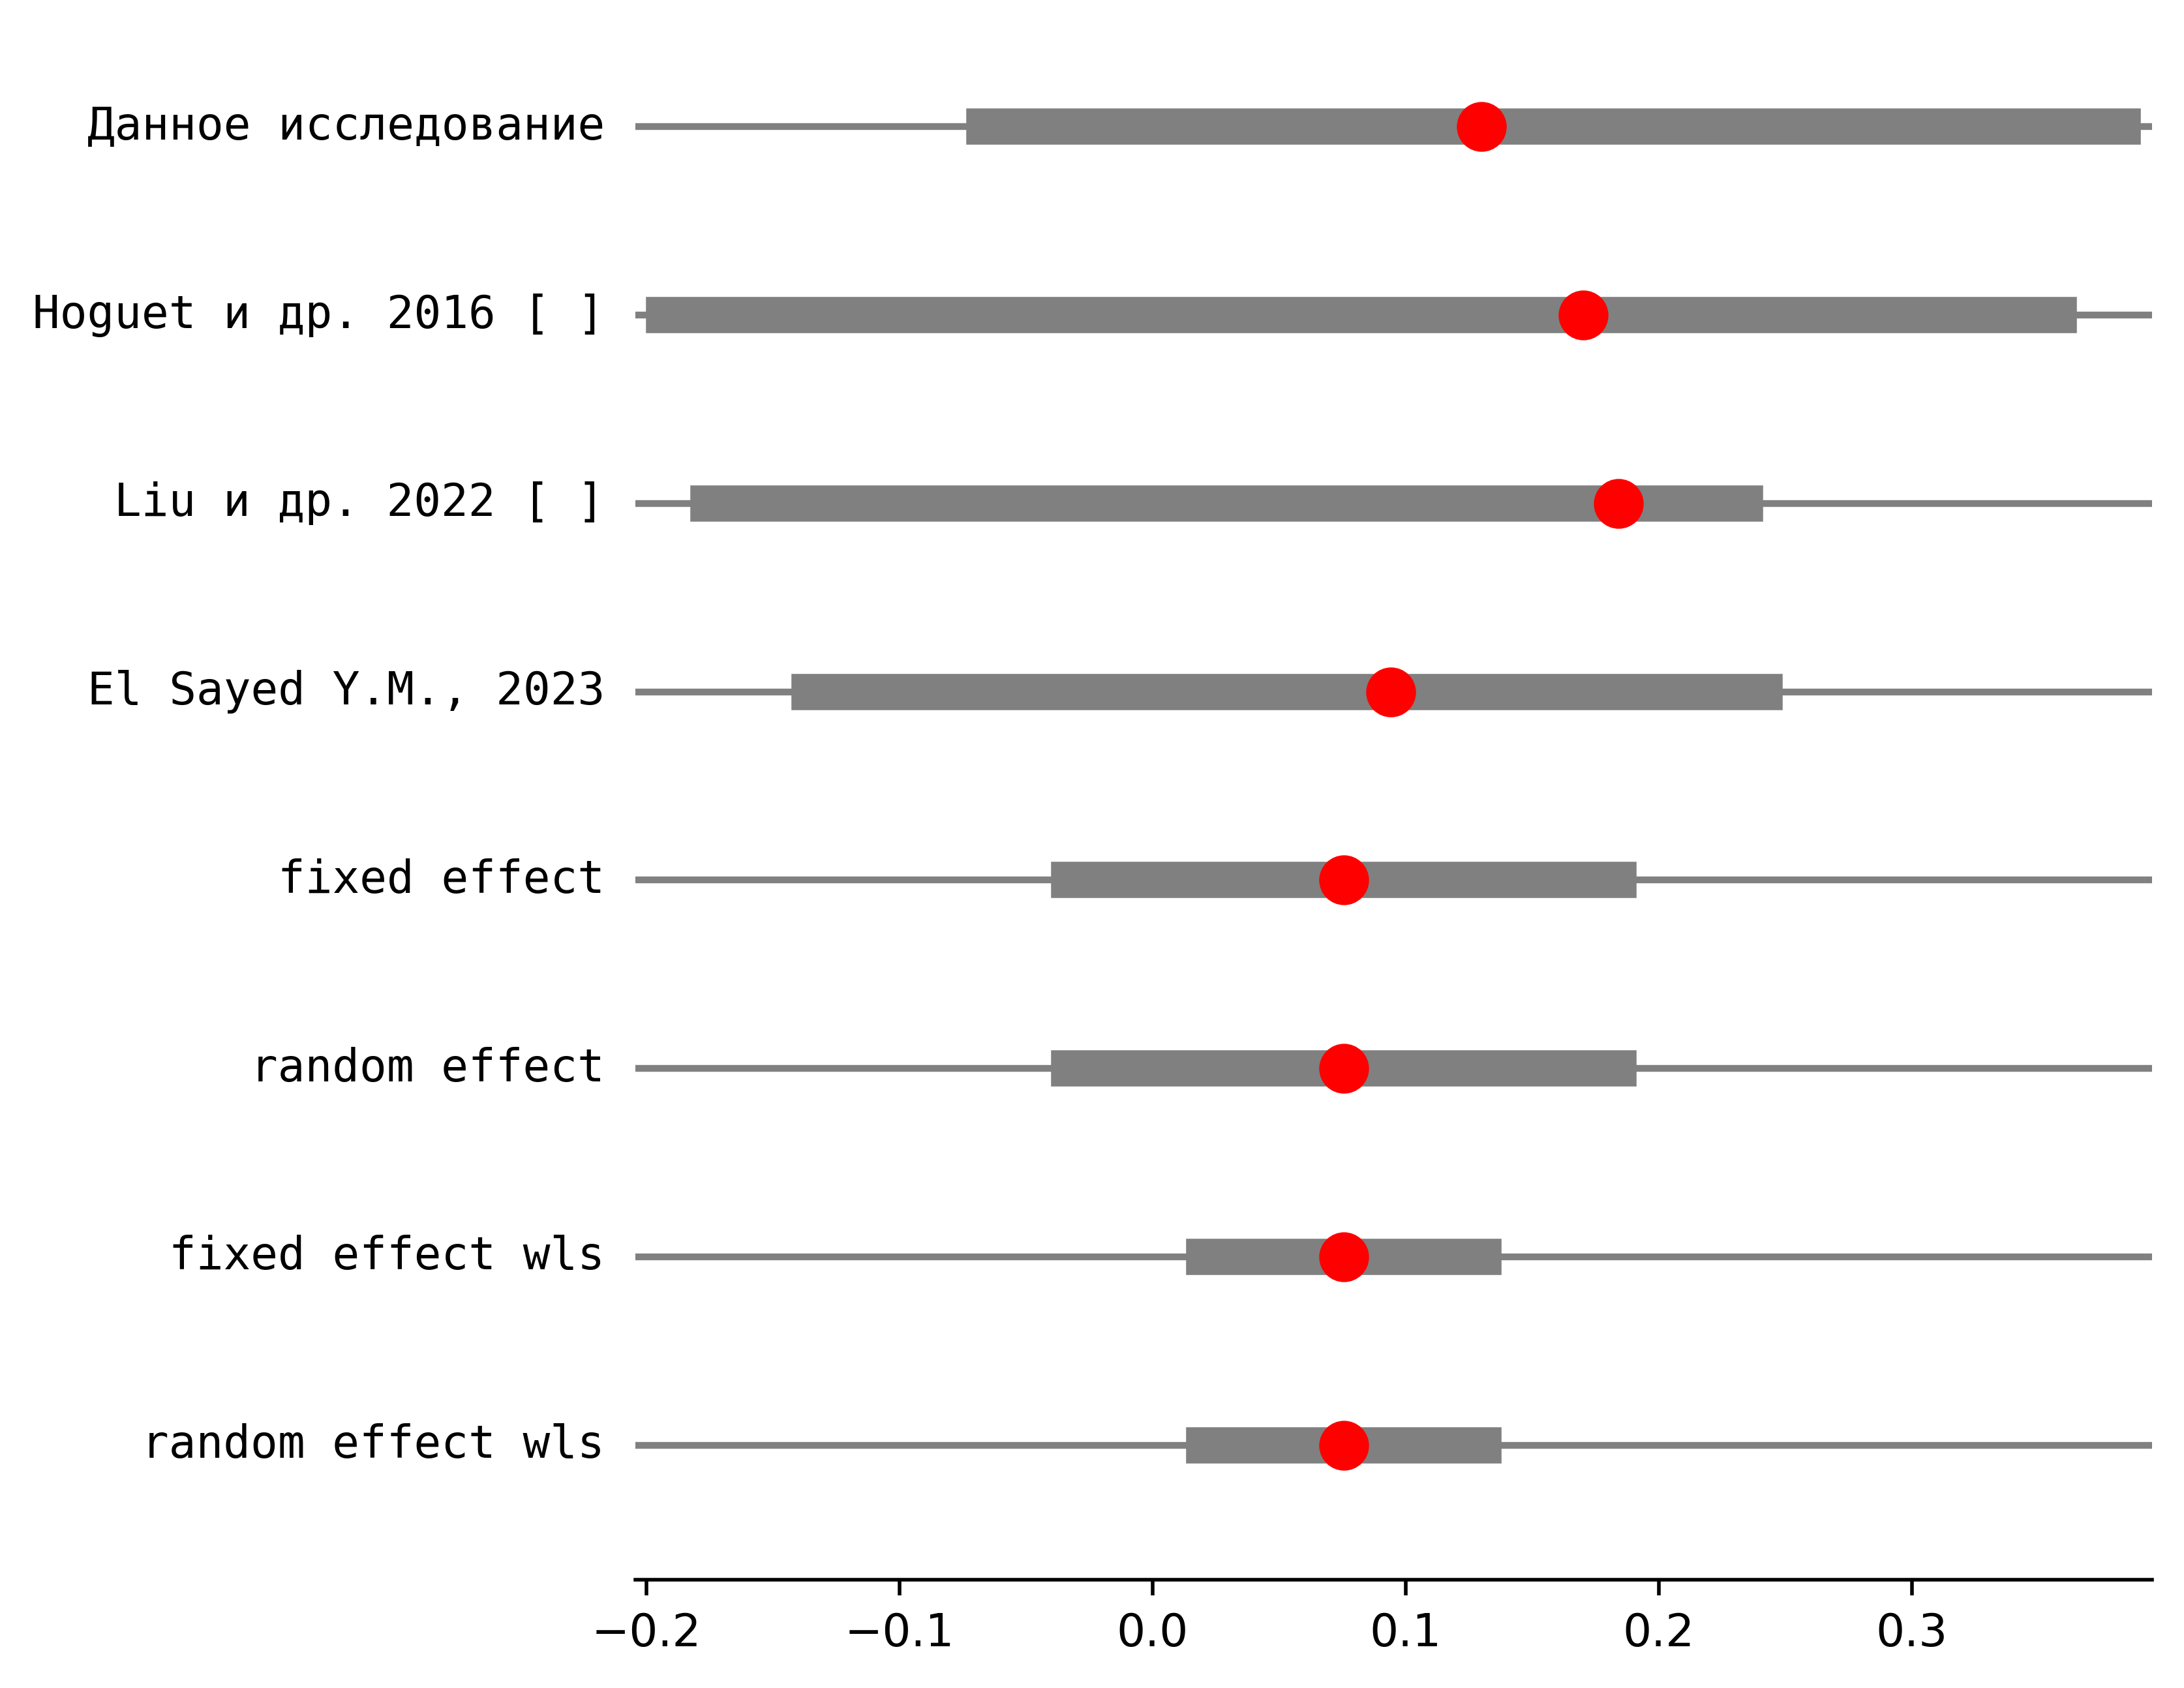 Данное исследование
Hoguet и др. 2016 [ ]
Liu и др. 2022 [ ]
El Sayed Y.M., 2023
fixed effect
random effect
fixed effect wls
random effect wls
−0.2 −0.1 0.0 0.1 0.2 0.3